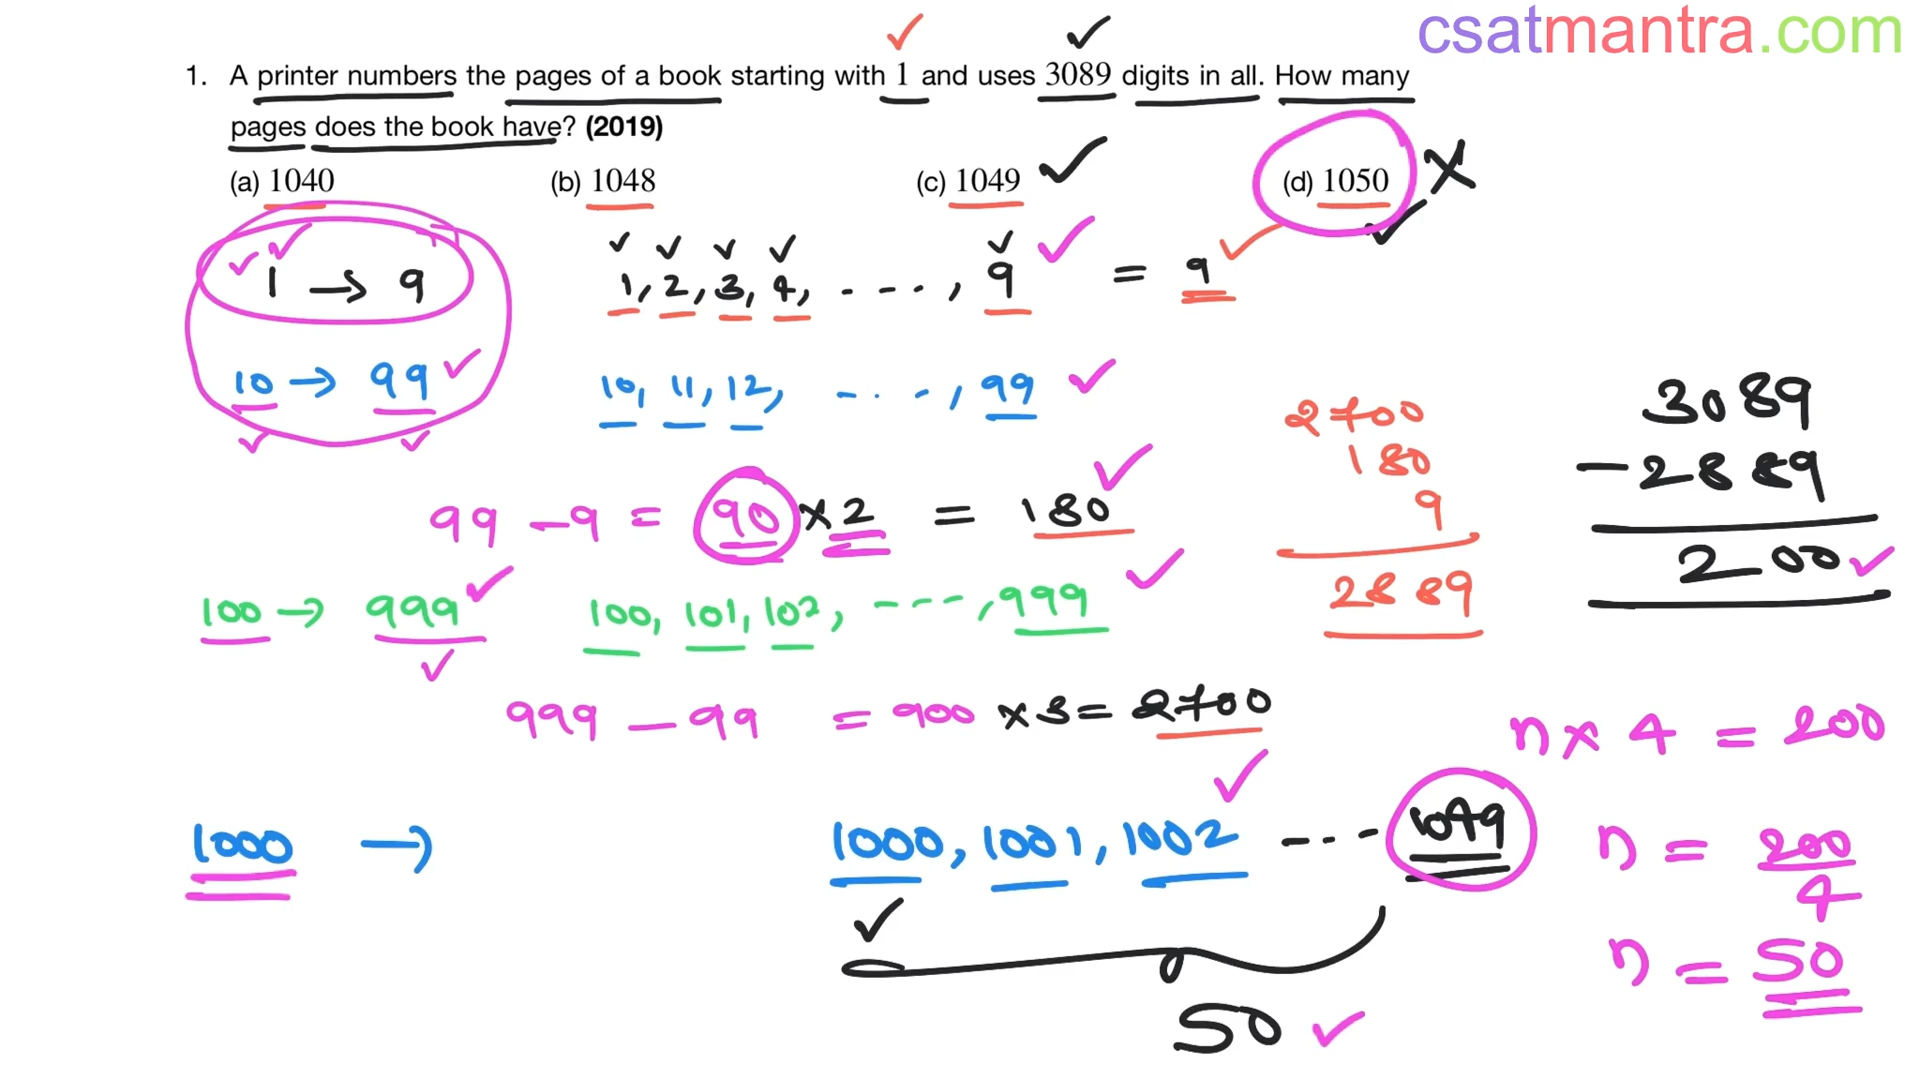 csatmantra.com
1. A printer numbers the pages of a book starting with 1 and uses 3089 digits in all. How many
pages does the book have? (2019)
(a) 1040 (b) 1048 (c) 1049 (d) 1050
1 → 9 1, 2, 3, 4, - - - -, 9 = 9
10 → 99 10, 11, 12, - - - -, 99
99 - 9 = 90 × 2 = 180
100 → 999 100, 101, 102, - - - -, 999
999 - 99 = 900 × 3 = 2700
2700
180
9
2889
3089
- 2889
200
n × 4 = 200
n = 200/4
n = 50
1000 → 1000, 1001, 1002 - - - - 1049
50